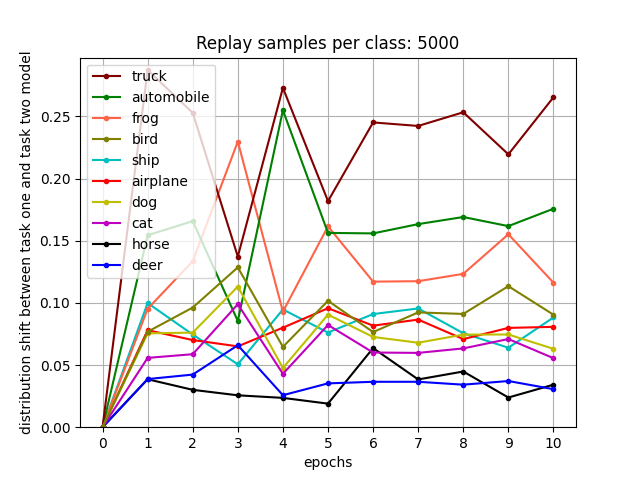 Replay samples per class: 5000
distribution shift between task one and task two model
0.25
0.20
0.15
0.10
0.05
0.00
truck
automobile
frog
bird
ship
airplane
dog
cat
horse
deer
0 1 2 3 4 5 6 7 8 9 10
epochs